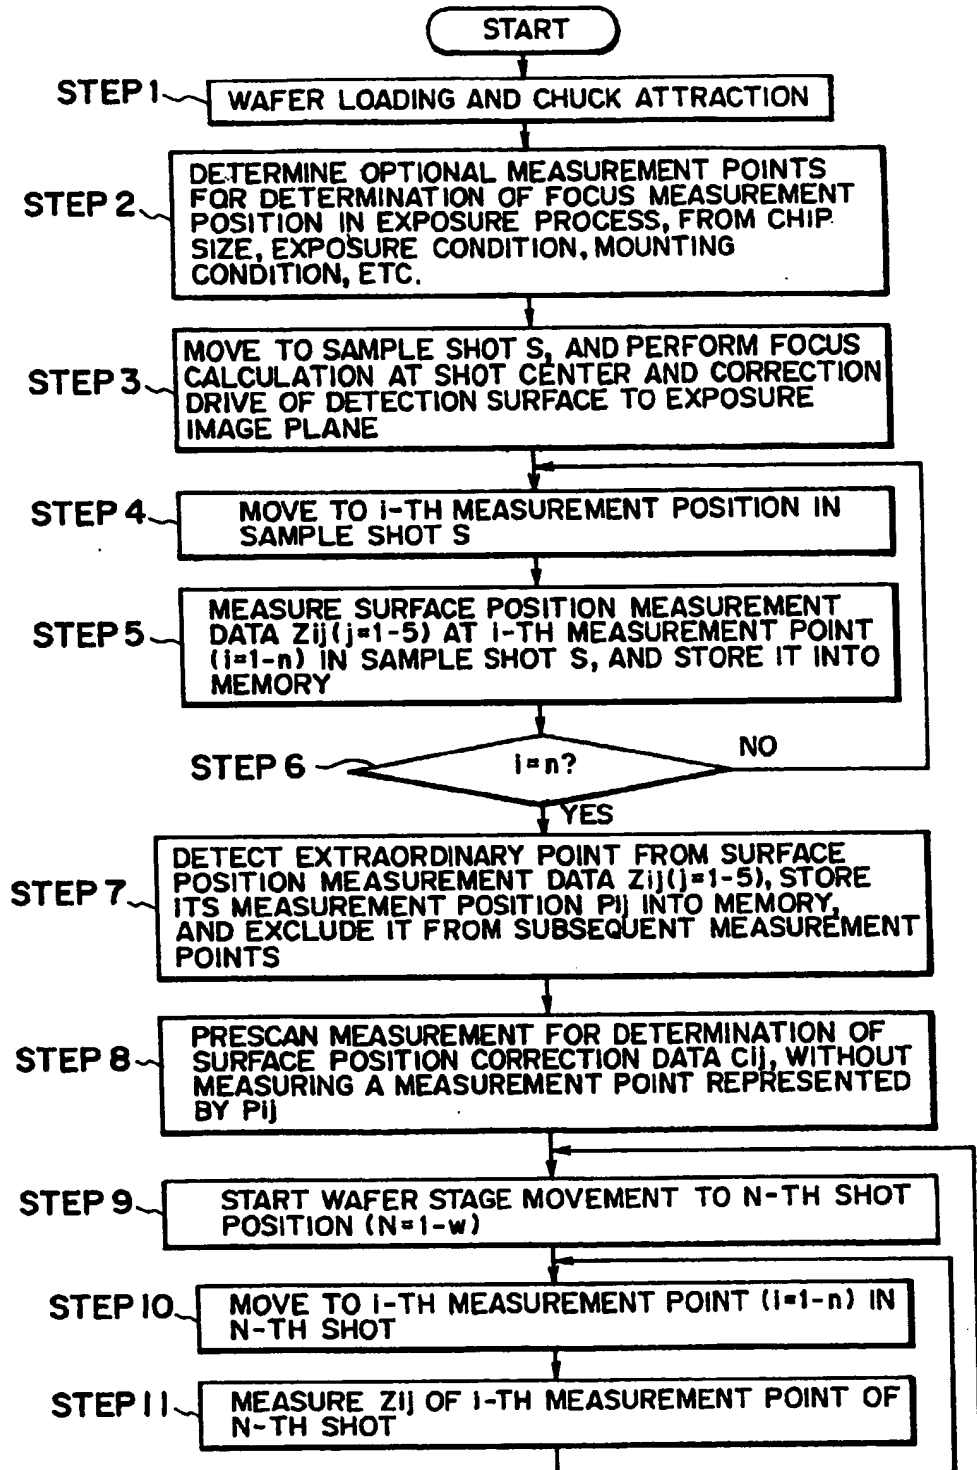 START
STEP 1
WAFER LOADING AND CHUCK ATTRACTION
STEP 2
DETERMINE OPTIONAL MEASUREMENT POINTS
FOR DETERMINATION OF FOCUS MEASUREMENT
POSITION IN EXPOSURE PROCESS, FROM CHIP
SIZE, EXPOSURE CONDITION, MOUNTING
CONDITION, ETC.
STEP 3
MOVE TO SAMPLE SHOT S, AND PERFORM FOCUS
CALCULATION AT SHOT CENTER AND CORRECTION
DRIVE OF DETECTION SURFACE TO EXPOSURE
IMAGE PLANE
STEP 4
MOVE TO i-TH MEASUREMENT POSITION IN
SAMPLE SHOT S
STEP 5
MEASURE SURFACE POSITION MEASUREMENT
DATA Zij(j=1-5) AT i-TH MEASUREMENT POINT
(i=1-n) IN SAMPLE SHOT S, AND STORE IT INTO
MEMORY
STEP 6
i=n?
NO
YES
STEP 7
DETECT EXTRAORDINARY POINT FROM SURFACE
POSITION MEASUREMENT DATA Zij(j=1-5), STORE
ITS MEASUREMENT POSITION Pij INTO MEMORY,
AND EXCLUDE IT FROM SUBSEQUENT MEASUREMENT
POINTS
STEP 8
PRESCAN MEASUREMENT FOR DETERMINATION OF
SURFACE POSITION CORRECTION DATA Cij, WITHOUT
MEASURING A MEASUREMENT POINT REPRESENTED
BY Pij
STEP 9
START WAFER STAGE MOVEMENT TO N-TH SHOT
POSITION (N=1-w)
STEP 10
MOVE TO i-TH MEASUREMENT POINT (i=1-n) IN
N-TH SHOT
STEP 11
MEASURE Zij OF i-TH MEASUREMENT POINT OF
N-TH SHOT